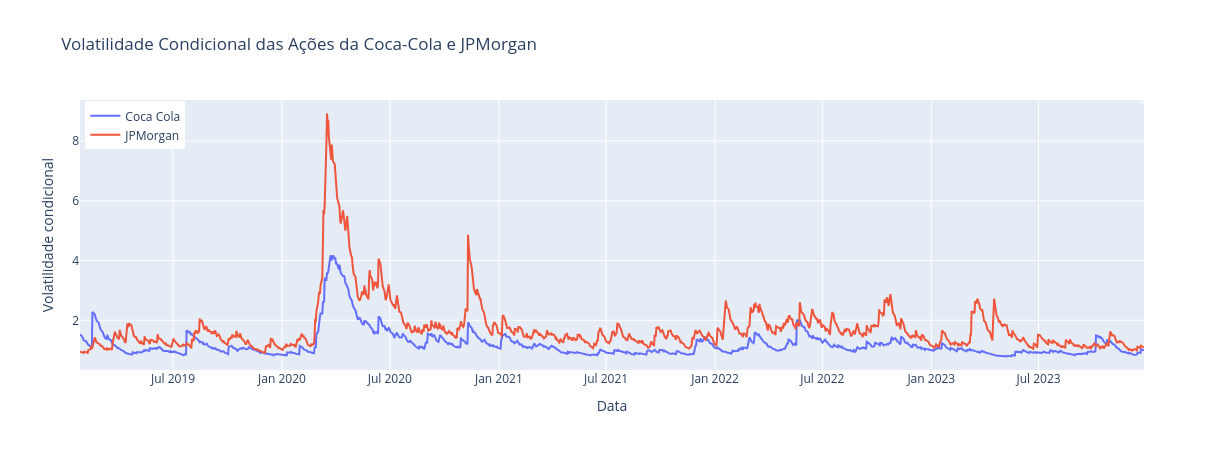 Volatilidade Condicional das Ações da Coca-Cola e JPMorgan
Coca Cola
JPMorgan
Volatilidade condicional
8
6
4
2
Jul 2019
Jan 2020
Jul 2020
Jan 2021
Jul 2021
Jan 2022
Jul 2022
Jan 2023
Jul 2023
Data